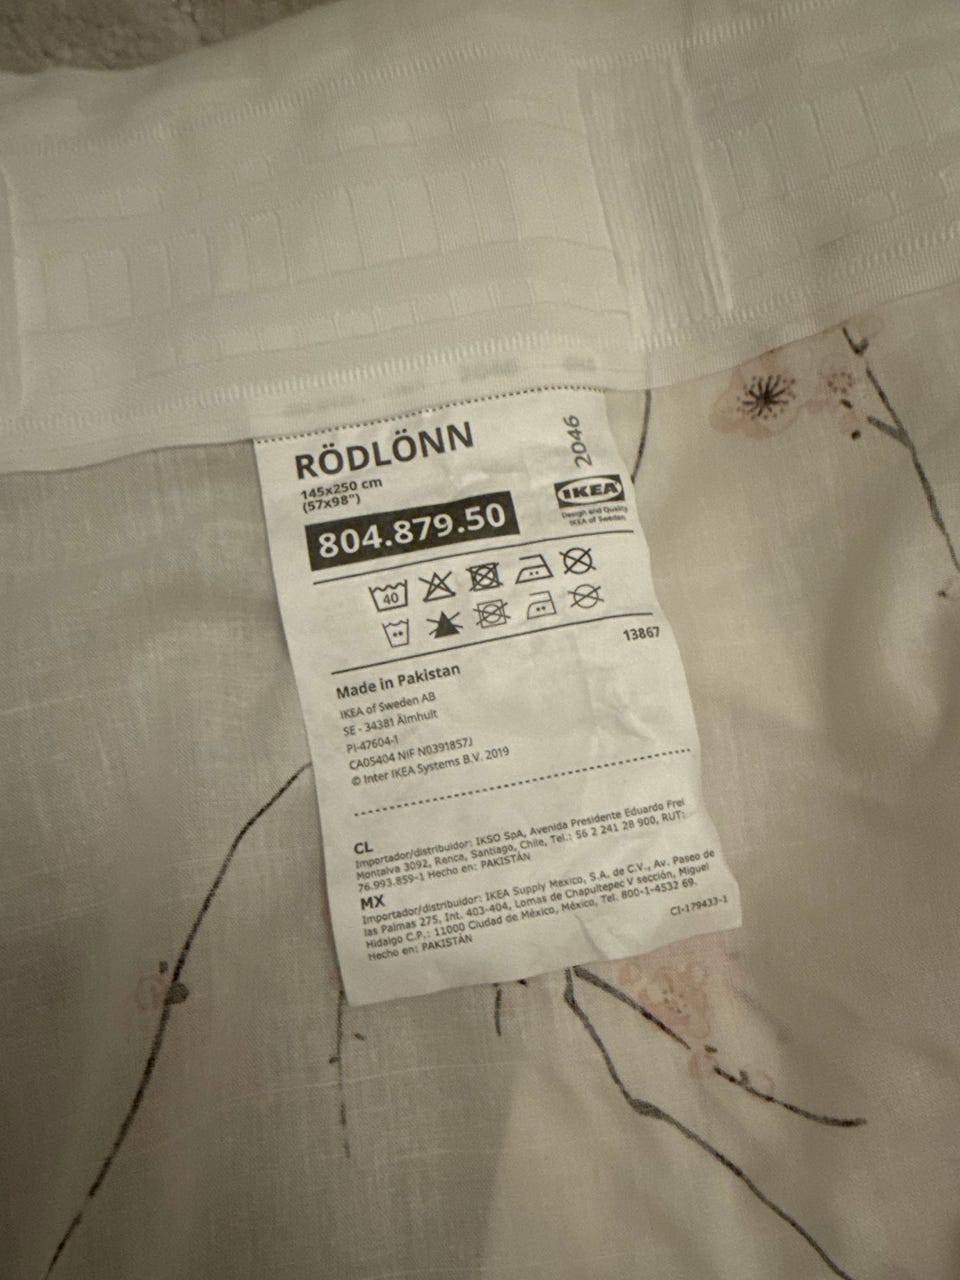 RÖDLÖNN
145x250 cm
(57x98")
804.879.50
2046
IKEA
Design and Quality
IKEA of Sweden
40
13867
Made in Pakistan
IKEA of Sweden AB
SE - 34381 Älmhult
PI-47604-1
CA05404 NIF N0391857J
© Inter IKEA Systems B.V. 2019
CL
Importador/distribuidor: IKSO SpA, Avenida Presidente Eduardo Frei
Montalva 3092, Renca, Santiago, Chile, Tel.: 56 2 241 28 900, RUT:
76.993.859-1 Hecho en: PAKISTÁN
MX
Importador/distribuidor: IKEA Supply Mexico, S.A. de C.V., Av. Paseo de
las Palmas 275, Int. 403-404, Lomas de Chapultepec V sección, Miguel
Hidalgo C.P.: 11000 Ciudad de México, México, Tel. 800-1-4532 69.
Hecho en: PAKISTÁN
CI-179433-1